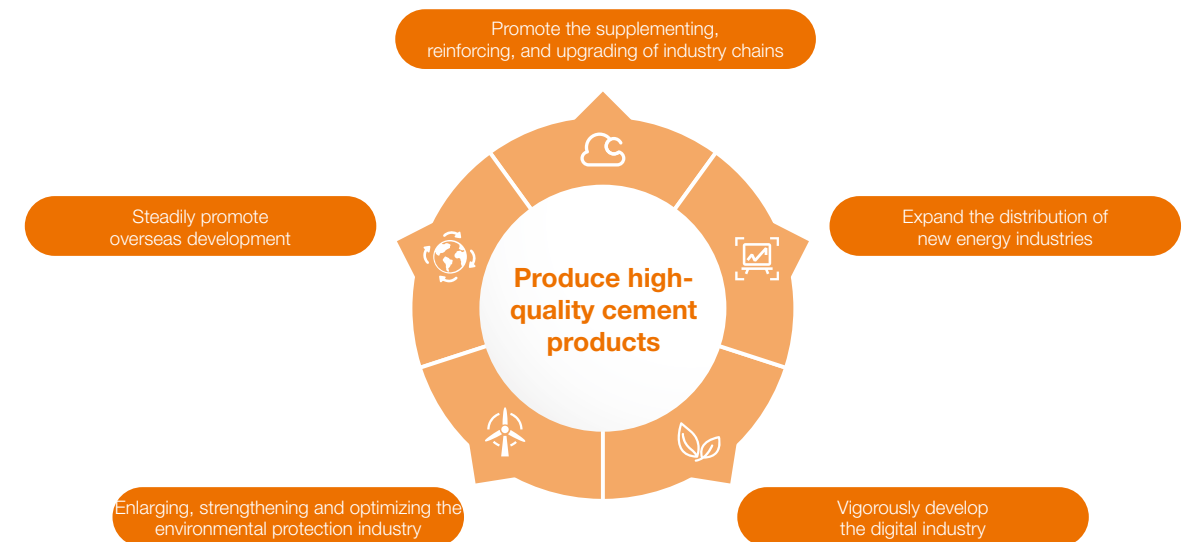 Promote the supplementing,
reinforcing, and upgrading of industry chains
Steadily promote
overseas development
Expand the distribution of
new energy industries
Produce high-
quality cement
products
Enlarging, strengthening and optimizing the
environmental protection industry
Vigorously develop
the digital industry